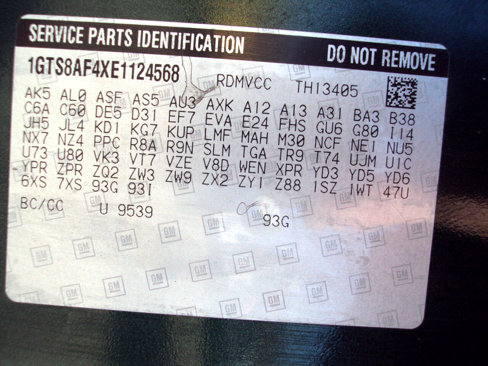 SERVICE PARTS IDENTIFICATION DO NOT REMOVE
1GTS8AF4XE1124568 RDMVCC THI3405
AK5 AL0 ASF AS5 AU3 AXK A12 A13 A31 BA3 B38
C6A C60 DE5 D31 EF7 EVA E24 FHS GU6 G80 I14
JH5 JL4 KD1 KG7 KUP LMF MAH M30 NCF NE1 NU5
NX7 NZ4 PPC R8A R9N SLM TGA TR9 T74 UJM UIC
U73 U80 VK3 VT7 VZE V8D WEN XPR YD3 YD5 YD6
YPR ZPR ZQ2 ZW3 ZW9 ZX2 ZY1 Z88 1SZ 1WT 47U
6XS 7XS 93G 93I
BC/CC U 9539 93G